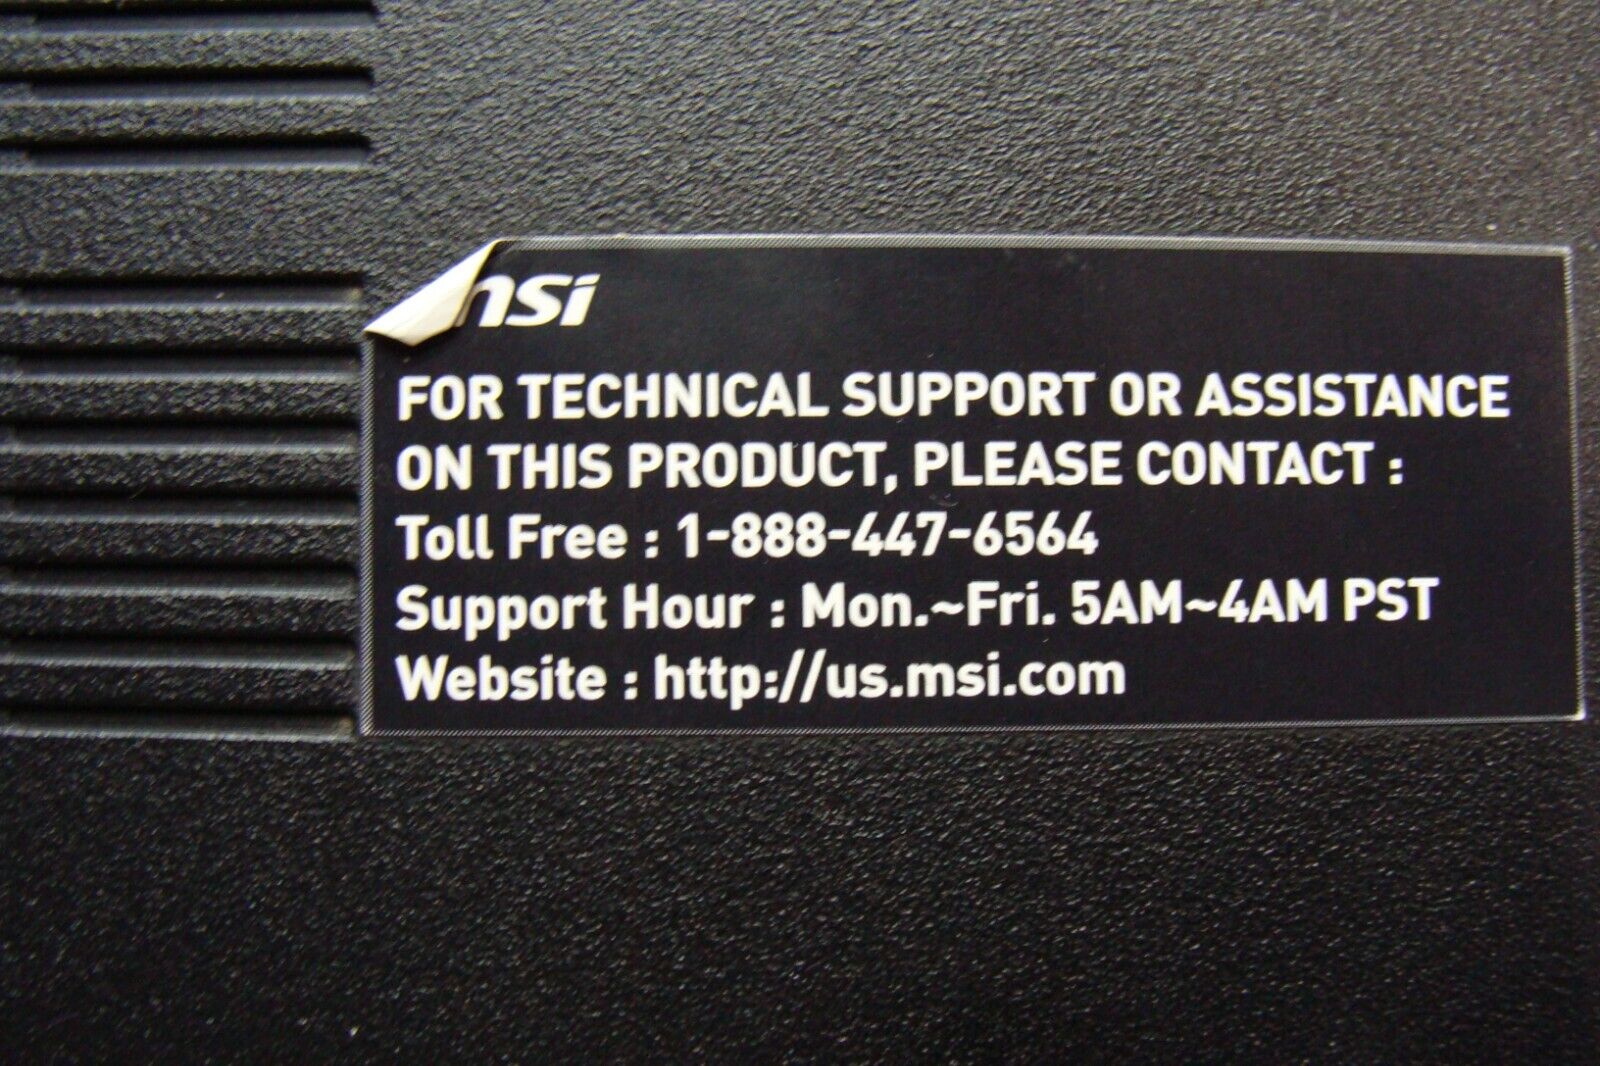 msi
FOR TECHNICAL SUPPORT OR ASSISTANCE
ON THIS PRODUCT, PLEASE CONTACT :
Toll Free : 1-888-447-6564
Support Hour : Mon.~Fri. 5AM~4AM PST
Website : http://us.msi.com